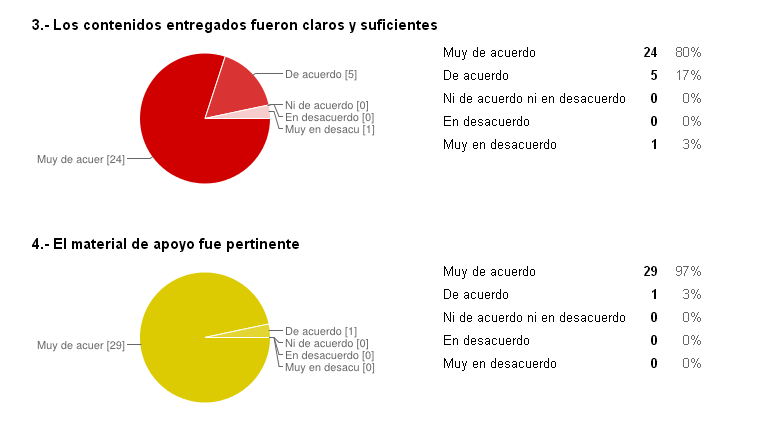 3.- Los contenidos entregados fueron claros y suficientes
De acuerdo [5]
Ni de acuerdo [0]
En desacuerdo [0]
Muy en desacu [1]
Muy de acuer [24]
Muy de acuerdo 24 80%
De acuerdo 5 17%
Ni de acuerdo ni en desacuerdo 0 0%
En desacuerdo 0 0%
Muy en desacuerdo 1 3%
4.- El material de apoyo fue pertinente
De acuerdo [1]
Ni de acuerdo [0]
En desacuerdo [0]
Muy en desacu [0]
Muy de acuer [29]
Muy de acuerdo 29 97%
De acuerdo 1 3%
Ni de acuerdo ni en desacuerdo 0 0%
En desacuerdo 0 0%
Muy en desacuerdo 0 0%